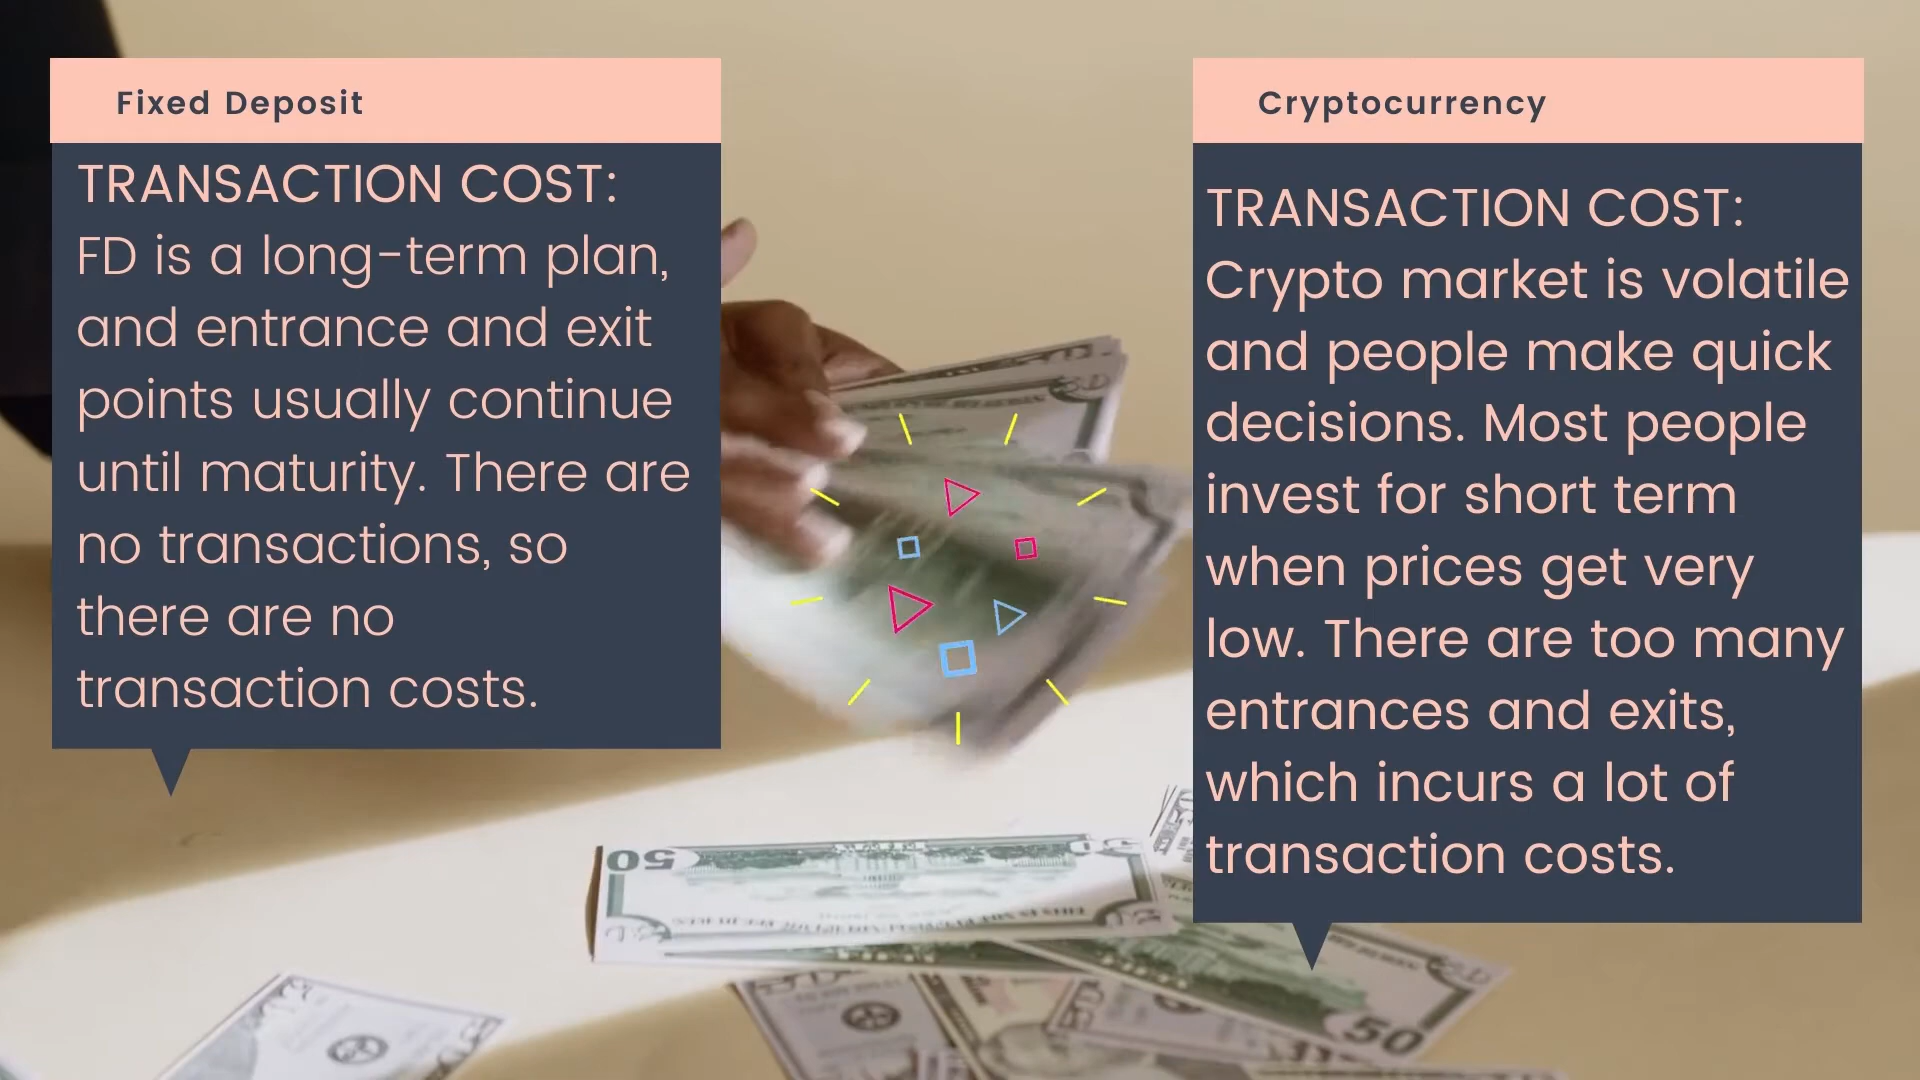 Fixed Deposit
TRANSACTION COST:
FD is a long-term plan,
and entrance and exit
points usually continue
until maturity. There are
no transactions, so
there are no
transaction costs.
Cryptocurrency
TRANSACTION COST:
Crypto market is volatile
and people make quick
decisions. Most people
invest for short term
when prices get very
low. There are too many
entrances and exits,
which incurs a lot of
transaction costs.
50
50